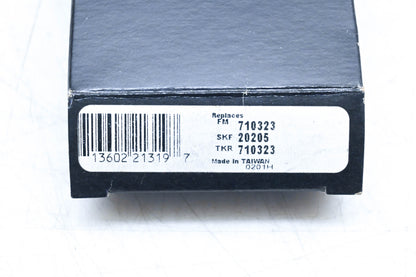 Replaces
FM 710323
SKF 20205
TKR 710323
Made in TAIWAN
0201H
13602 21319 7